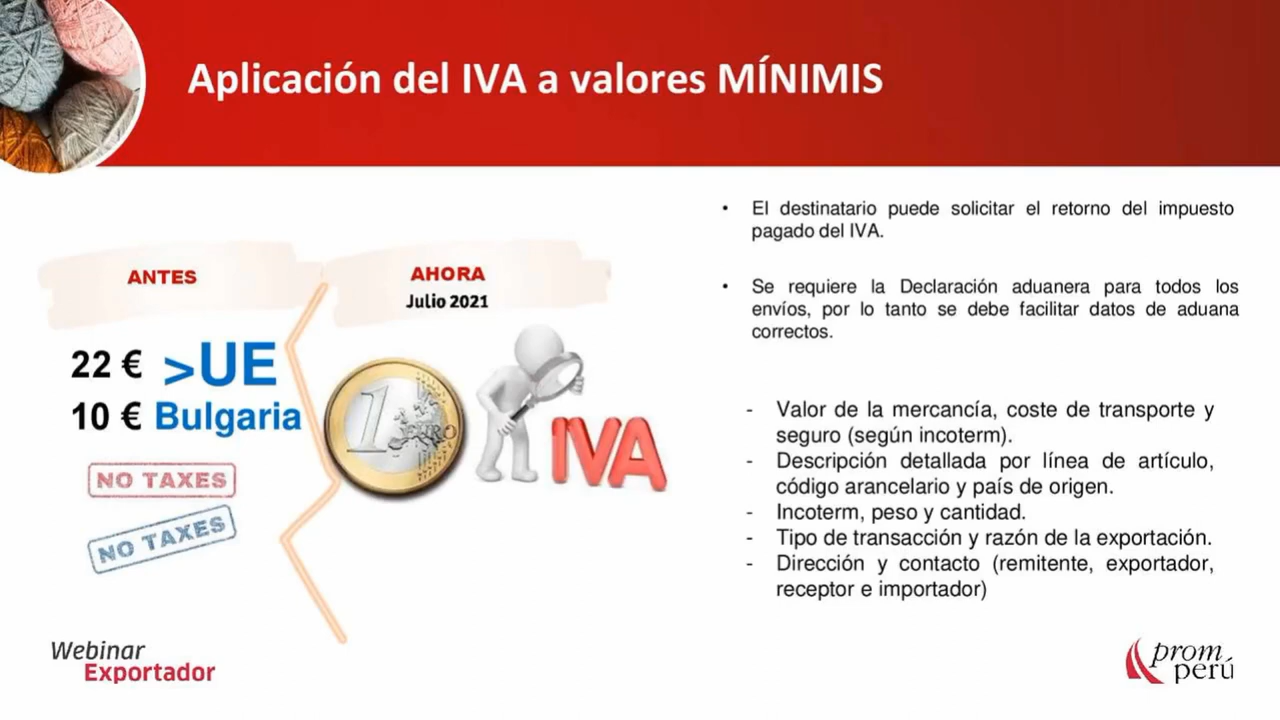 Aplicación del IVA a valores MÍNIMIS
ANTES
22 € >UE
10 € Bulgaria
NO TAXES
NO TAXES
AHORA
Julio 2021
1 EURO
IVA
• El destinatario puede solicitar el retorno del impuesto
pagado del IVA.
• Se requiere la Declaración aduanera para todos los
envíos, por lo tanto se debe facilitar datos de aduana
correctos.
- Valor de la mercancía, coste de transporte y
seguro (según incoterm).
- Descripción detallada por línea de artículo,
código arancelario y país de origen.
- Incoterm, peso y cantidad.
- Tipo de transacción y razón de la exportación.
- Dirección y contacto (remitente, exportador,
receptor e importador)
Webinar
Exportador
prom
perú